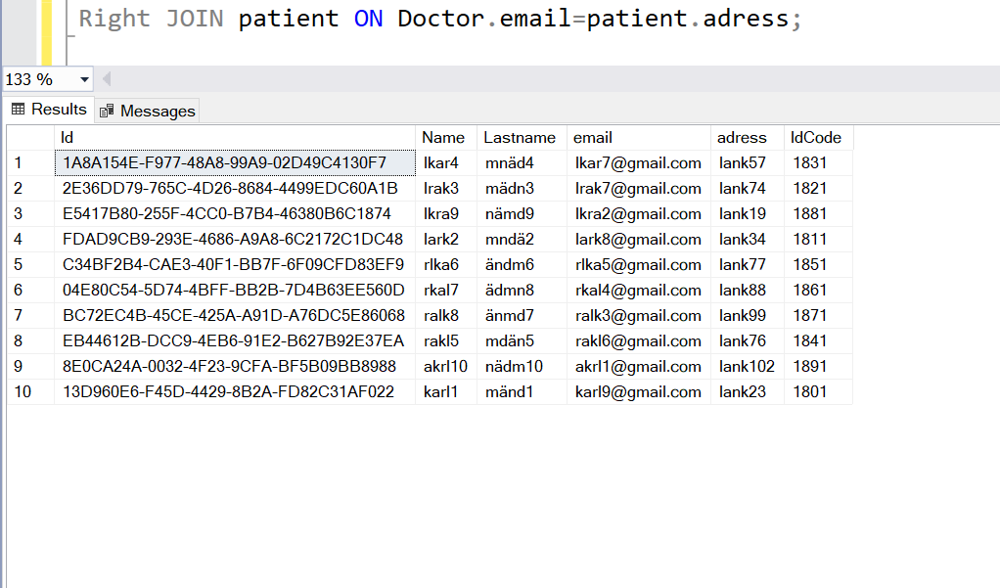 Right JOIN patient ON Doctor.email=patient.adress;
133 %
Results Messages
Id Name Lastname email adress IdCode
1 1A8A154E-F977-48A8-99A9-02D49C4130F7 lkar4 mnäd4 lkar7@gmail.com lank57 1831
2 2E36DD79-765C-4D26-8684-4499EDC60A1B lrak3 mädn3 lrak7@gmail.com lank74 1821
3 E5417B80-255F-4CC0-B7B4-46380B6C1874 lkra9 nämd9 lkra2@gmail.com lank19 1881
4 FDAD9CB9-293E-4686-A9A8-6C2172C1DC48 lark2 mndä2 lark8@gmail.com lank34 1811
5 C34BF2B4-CAE3-40F1-BB7F-6F09CFD83EF9 rlka6 ändm6 rlka5@gmail.com lank77 1851
6 04E80C54-5D74-4BFF-BB2B-7D4B63EE560D rkal7 ädmn8 rkal4@gmail.com lank88 1861
7 BC72EC4B-45CE-425A-A91D-A76DC5E86068 ralk8 änmd7 ralk3@gmail.com lank99 1871
8 EB44612B-DCC9-4EB6-91E2-B627B92E37EA rakl5 mdän5 rakl6@gmail.com lank76 1841
9 8E0CA24A-0032-4F23-9CFA-BF5B09BB8988 akrl10 nädm10 akrl1@gmail.com lank102 1891
10 13D960E6-F45D-4429-8B2A-FD82C31AF022 karl1 mänd1 karl9@gmail.com lank23 1801